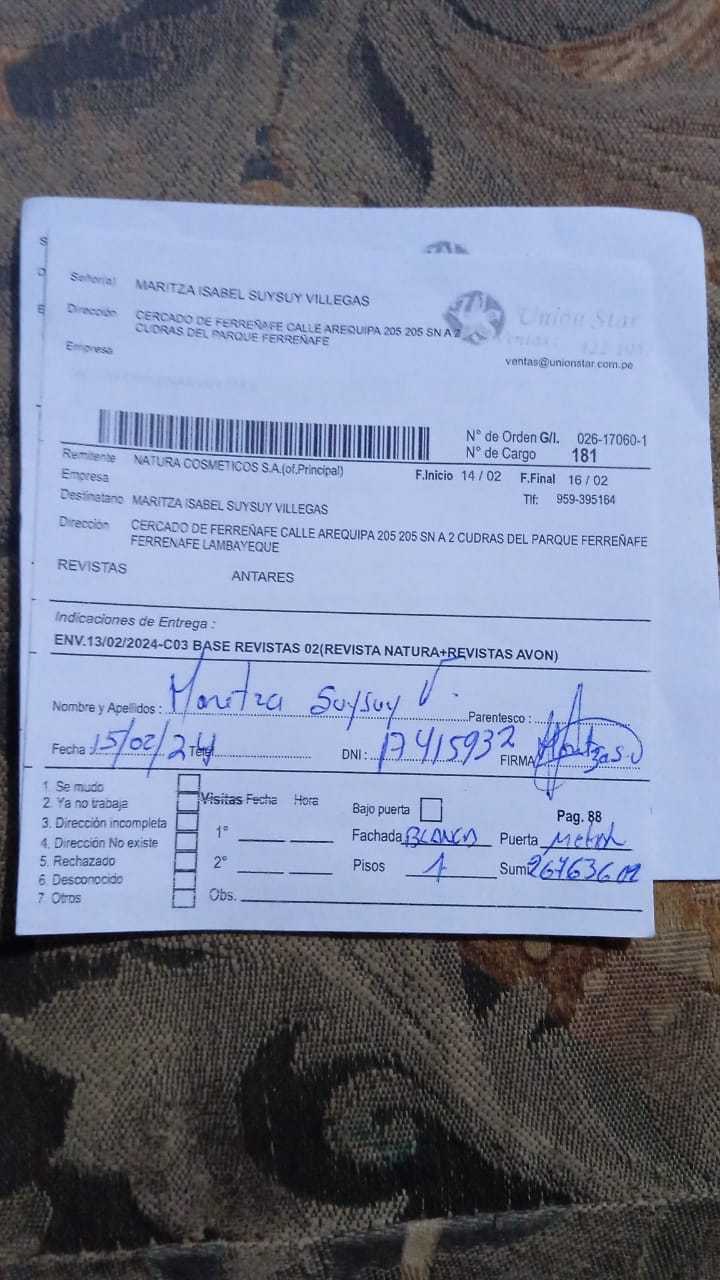 Señor(a) MARITZA ISABEL SUYSUY VILLEGAS
Dirección CERCADO DE FERREÑAFE CALLE AREQUIPA 205 205 SN A 2
CUDRAS DEL PARQUE FERREÑAFE
Empresa
Union Star
ventas@unionstar.com.pe
N° de Orden G/I. 026-17060-1
N° de Cargo 181
Remitente NATURA COSMETICOS S.A.(of.Principal)
F.Inicio 14 / 02 F.Final 16 / 02
Empresa
Tlf: 959-395164
Destinatario MARITZA ISABEL SUYSUY VILLEGAS
Dirección CERCADO DE FERREÑAFE CALLE AREQUIPA 205 205 SN A 2 CUDRAS DEL PARQUE FERREÑAFE
FERRENAFE LAMBAYEQUE
REVISTAS ANTARES
Indicaciones de Entrega :
ENV.13/02/2024-C03 BASE REVISTAS 02(REVISTA NATURA+REVISTAS AVON)
Nombre y Apellidos : Maritza Suysuy V. Parentesco :
Fecha 15/02/24 DNI : 17415932 FIRMA
1. Se mudo
2. Ya no trabaja
3. Dirección incompleta
4. Dirección No existe
5. Rechazado
6. Desconocido
7. Otros
Visitas Fecha Hora
1°
2°
Obs.
Bajo puerta
Pag. 88
Fachada BLANCA Puerta
Pisos 1